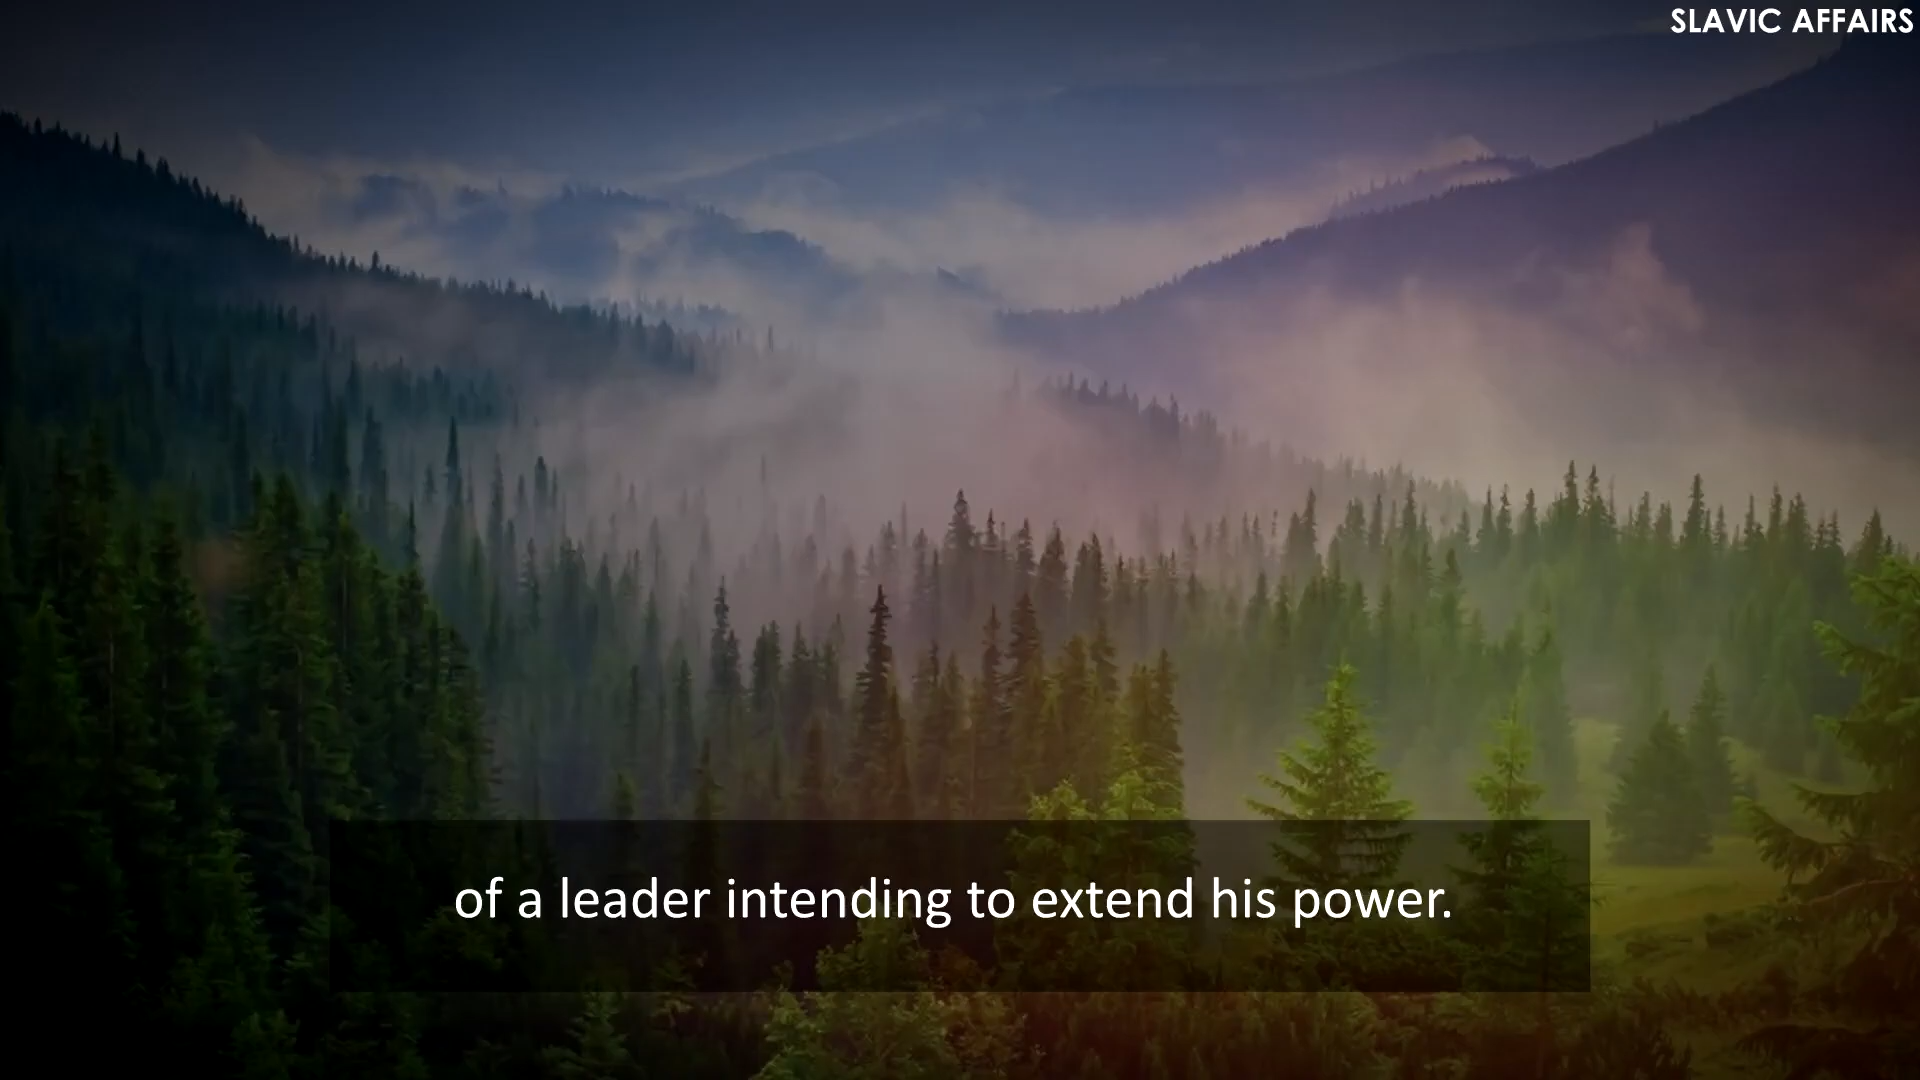 SLAVIC AFFAIRS
of a leader intending to extend his power.